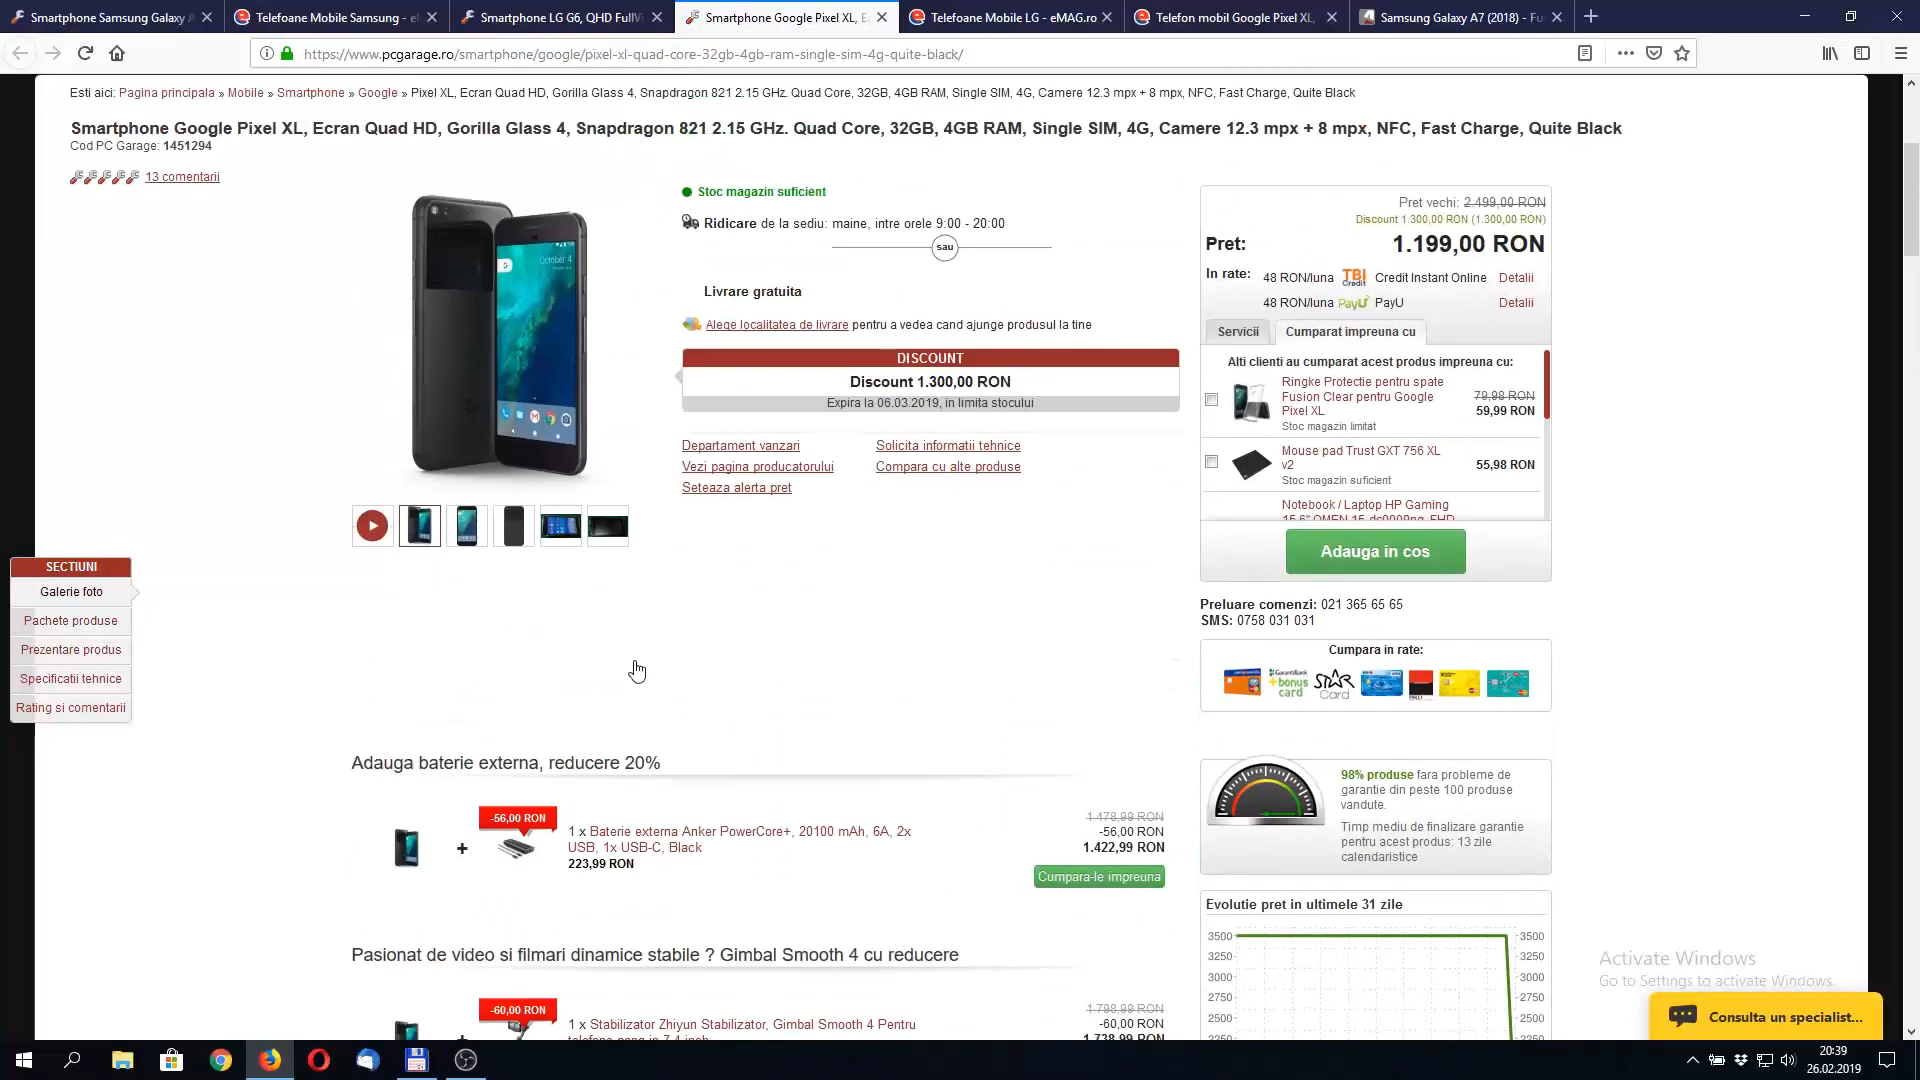 Smartphone Samsung Galaxy A
Telefoane Mobile Samsung - e
Smartphone LG G6, QHD FullVi
Smartphone Google Pixel XL, E
Telefoane Mobile LG - eMAG.ro
Telefon mobil Google Pixel XL,
Samsung Galaxy A7 (2018) - Fu
https://www.pcgarage.ro/smartphone/google/pixel-xl-quad-core-32gb-4gb-ram-single-sim-4g-quite-black/
Esti aici: Pagina principala » Mobile » Smartphone » Google » Pixel XL, Ecran Quad HD, Gorilla Glass 4, Snapdragon 821 2.15 GHz. Quad Core, 32GB, 4GB RAM, Single SIM, 4G, Camere 12.3 mpx + 8 mpx, NFC, Fast Charge, Quite Black
Smartphone Google Pixel XL, Ecran Quad HD, Gorilla Glass 4, Snapdragon 821 2.15 GHz. Quad Core, 32GB, 4GB RAM, Single SIM, 4G, Camere 12.3 mpx + 8 mpx, NFC, Fast Charge, Quite Black
Cod PC Garage: 1451294
13 comentarii
October 4
Stoc magazin suficient
Ridicare de la sediu: maine, intre orele 9:00 - 20:00
sau
Livrare gratuita
Alege localitatea de livrare pentru a vedea cand ajunge produsul la tine
DISCOUNT
Discount 1.300,00 RON
Expira la 06.03.2019, in limita stocului
Departament vanzari
Solicita informatii tehnice
Vezi pagina producatorului
Compara cu alte produse
Seteaza alerta pret
Pret vechi: 2.499,00 RON
Discount 1.300,00 RON (1.300,00 RON)
Pret: 1.199,00 RON
In rate: 48 RON/luna TBI Credit Credit Instant Online Detalii
48 RON/luna PayU PayU Detalii
Servicii
Cumparat impreuna cu
Alti clienti au cumparat acest produs impreuna cu:
Ringke Protectie pentru spate
Fusion Clear pentru Google
Pixel XL
79,98 RON
59,99 RON
Stoc magazin limitat
Mouse pad Trust GXT 756 XL
v2
55,98 RON
Stoc magazin suficient
Notebook / Laptop HP Gaming
15.6" OMEN 15-dc0009nq, FHD
Adauga in cos
Preluare comenzi: 021 365 65 65
SMS: 0758 031 031
Cumpara in rate:
GarantiBank
+bonus
card
STAR
Card
SECTIUNI
Galerie foto
Pachete produse
Prezentare produs
Specificatii tehnice
Rating si comentarii
Adauga baterie externa, reducere 20%
-56,00 RON
1 x Baterie externa Anker PowerCore+, 20100 mAh, 6A, 2x
USB, 1x USB-C, Black
223,99 RON
1.478,99 RON
-56,00 RON
1.422,99 RON
Cumpara-le impreuna
98% produse fara probleme de
garantie din peste 100 produse
vandute.
Timp mediu de finalizare garantie
pentru acest produs: 13 zile
calendaristice
Evolutie pret in ultimele 31 zile
3500 3500
3250 3250
3000 3000
2750 2750
2500 2500
2250 2250
Pasionat de video si filmari dinamice stabile ? Gimbal Smooth 4 cu reducere
-60,00 RON
1 x Stabilizator Zhiyun Stabilizator, Gimbal Smooth 4 Pentru
1.798,99 RON
-60,00 RON
1.738,99 RON
Activate Windows
Go to Settings to activate Windows.
Consulta un specialist...
20:39
26.02.2019